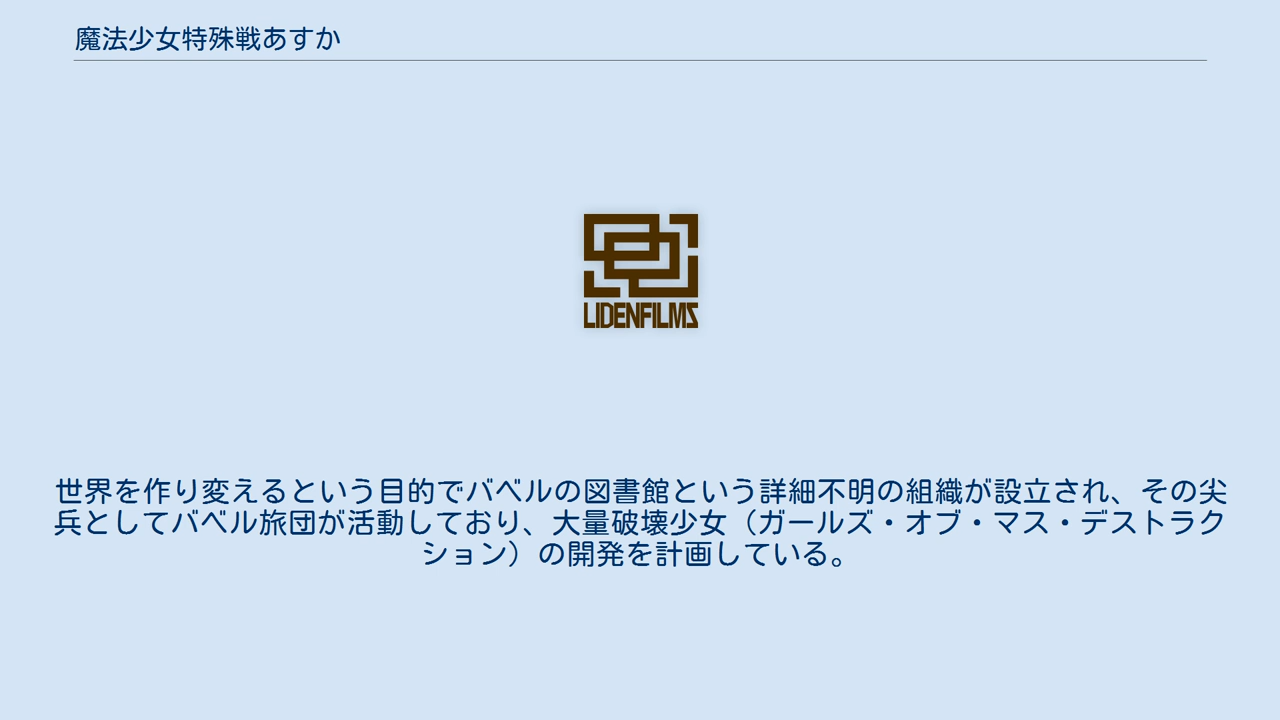 魔法少女特殊戦あすか
LIDENFILMS
世界を作り変えるという目的でバベルの図書館という詳細不明の組織が設立され、その尖
兵としてバベル旅団が活動しており、大量破壊少女（ガールズ・オブ・マス・デストラク
ション）の開発を計画している。